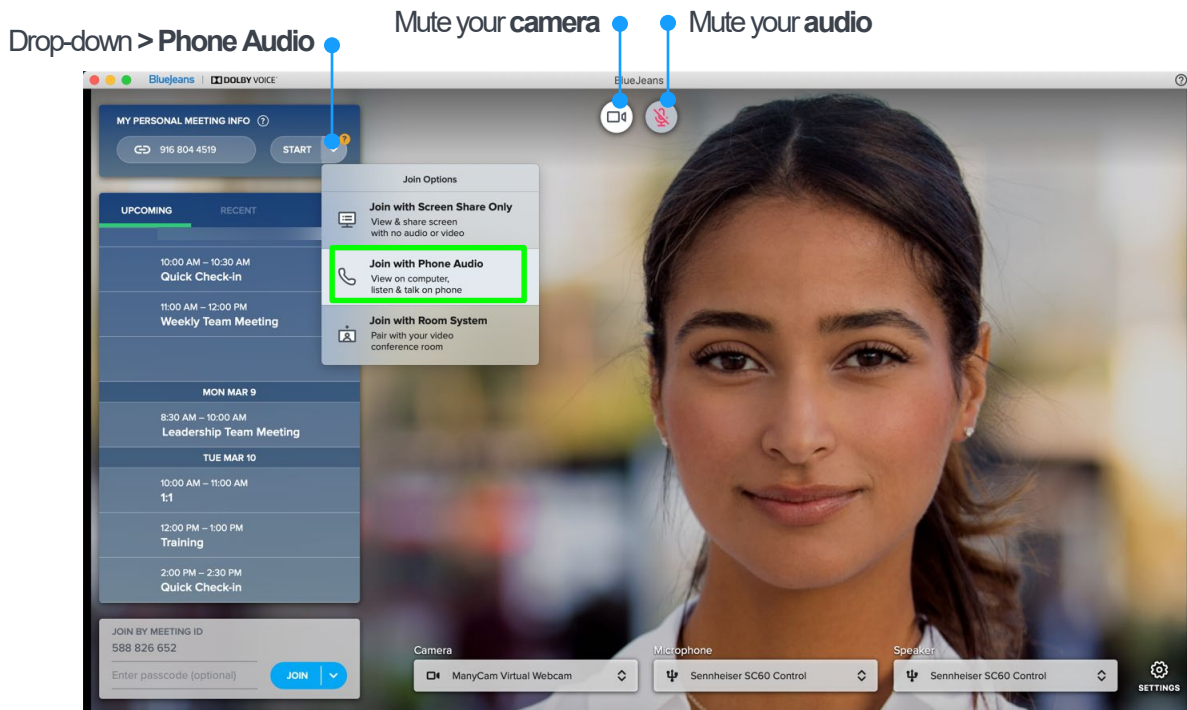 Mute your camera
Mute your audio
Drop-down > Phone Audio
BlueJeans | DOLBY VOICE
BlueJeans
?
MY PERSONAL MEETING INFO ?
916 804 4519
START
?
Join Options
Join with Screen Share Only
View & share screen
with no audio or video
Join with Phone Audio
View on computer,
listen & talk on phone
Join with Room System
Pair with your video
conference room
UPCOMING RECENT
10:00 AM – 10:30 AM
Quick Check-in
11:00 AM – 12:00 PM
Weekly Team Meeting
MON MAR 9
8:30 AM – 10:00 AM
Leadership Team Meeting
TUE MAR 10
10:00 AM – 11:00 AM
1:1
12:00 PM – 1:00 PM
Training
2:00 PM – 2:30 PM
Quick Check-in
JOIN BY MEETING ID
588 826 652
Enter passcode (optional)
JOIN
Camera
ManyCam Virtual Webcam
Microphone
Sennheiser SC60 Control
Speaker
Sennheiser SC60 Control
SETTINGS